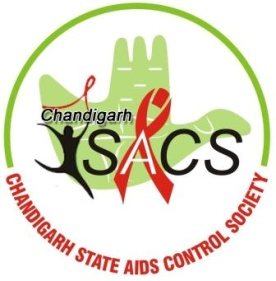 Chandigarh
SACS
CHANDIGARH STATE AIDS CONTROL SOCIETY